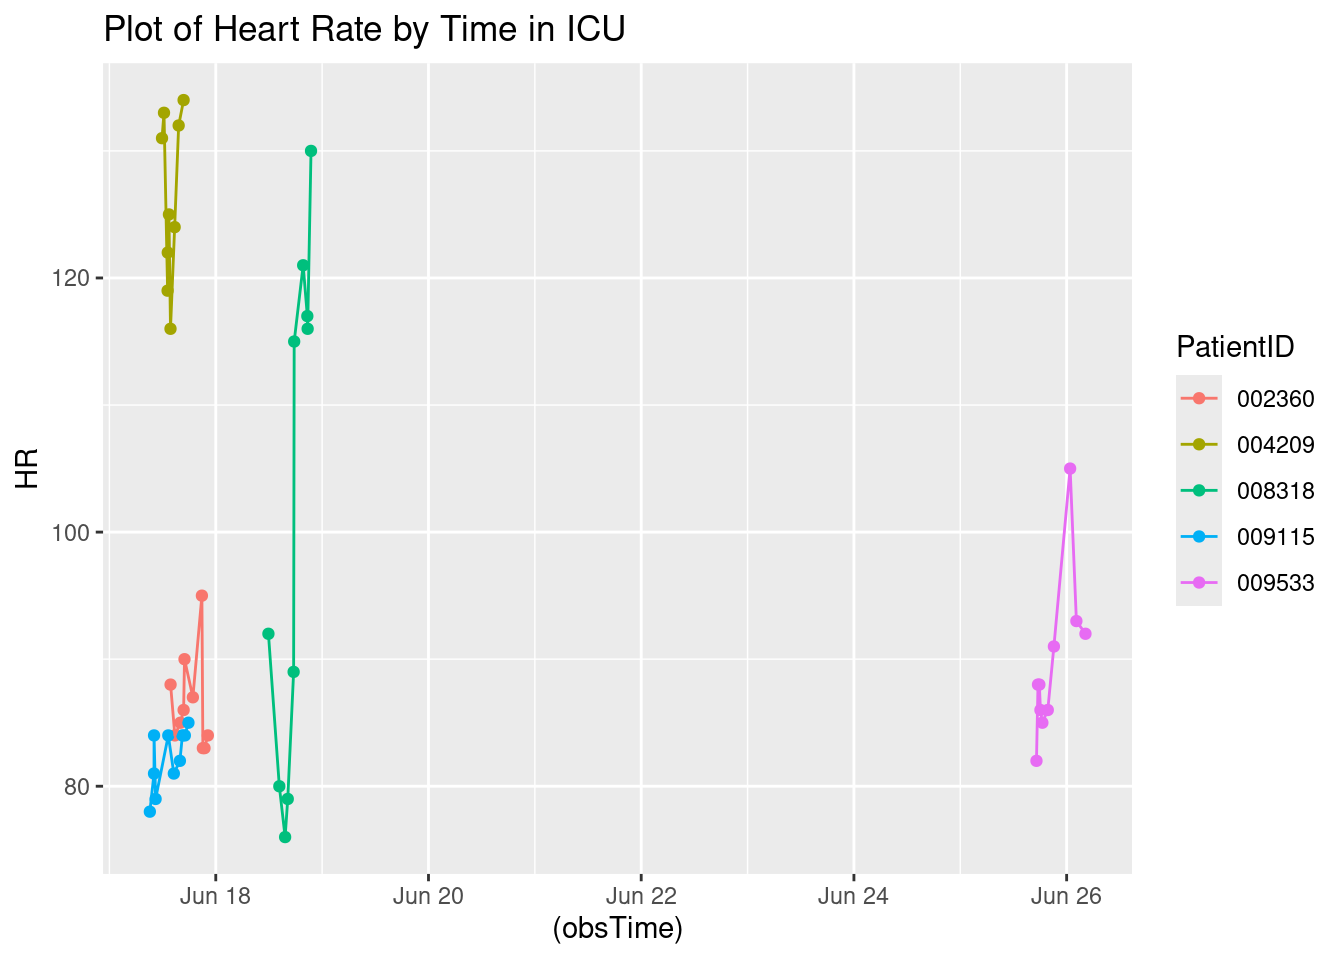 Plot of Heart Rate by Time in ICU
120
100
80
HR
Jun 18
Jun 20
Jun 22
Jun 24
Jun 26
(obsTime)
PatientID
002360
004209
008318
009115
009533